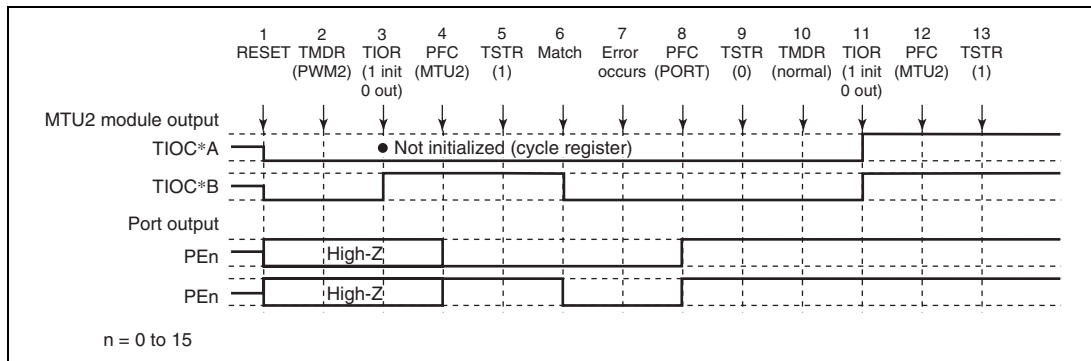 1 2 3 4 5 6 7 8 9 10 11 12 13
RESET TMDR TIOR PFC TSTR Match Error PFC TSTR TMDR TIOR PFC TSTR
(PWM2) (1 init (MTU2) (1) occurs (PORT) (0) (normal) (1 init (MTU2) (1)
0 out) 0 out)
MTU2 module output
TIOC*A
● Not initialized (cycle register)
TIOC*B
Port output
PEn
High-Z
PEn
High-Z
n = 0 to 15